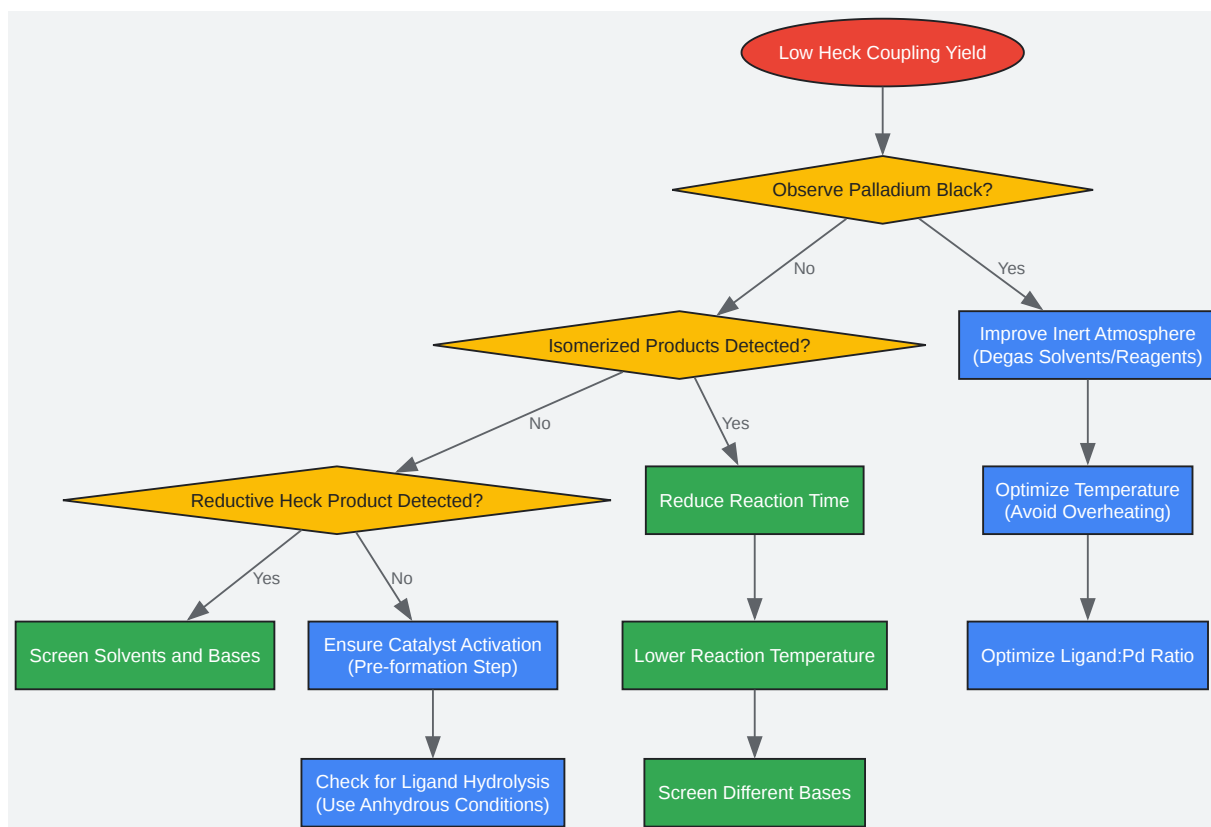 Low Heck Coupling Yield
Observe Palladium Black?
No
Yes
Isomerized Products Detected?
Improve Inert Atmosphere
(Degas Solvents/Reagents)
No
Yes
Reductive Heck Product Detected?
Reduce Reaction Time
Optimize Temperature
(Avoid Overheating)
Yes
No
Screen Solvents and Bases
Ensure Catalyst Activation
(Pre-formation Step)
Lower Reaction Temperature
Optimize Ligand:Pd Ratio
Check for Ligand Hydrolysis
(Use Anhydrous Conditions)
Screen Different Bases